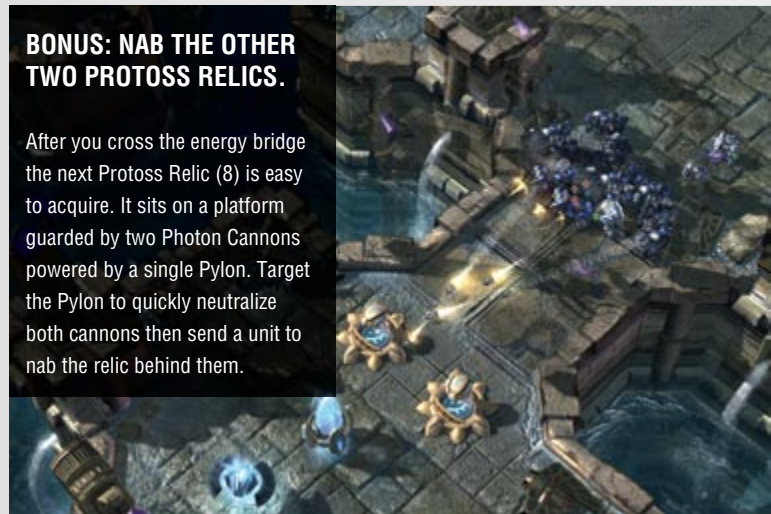 BONUS: NAB THE OTHER
TWO PROTOSS RELICS.
After you cross the energy bridge
the next Protoss Relic (8) is easy
to acquire. It sits on a platform
guarded by two Photon Cannons
powered by a single Pylon. Target
the Pylon to quickly neutralize
both cannons then send a unit to
nab the relic behind them.